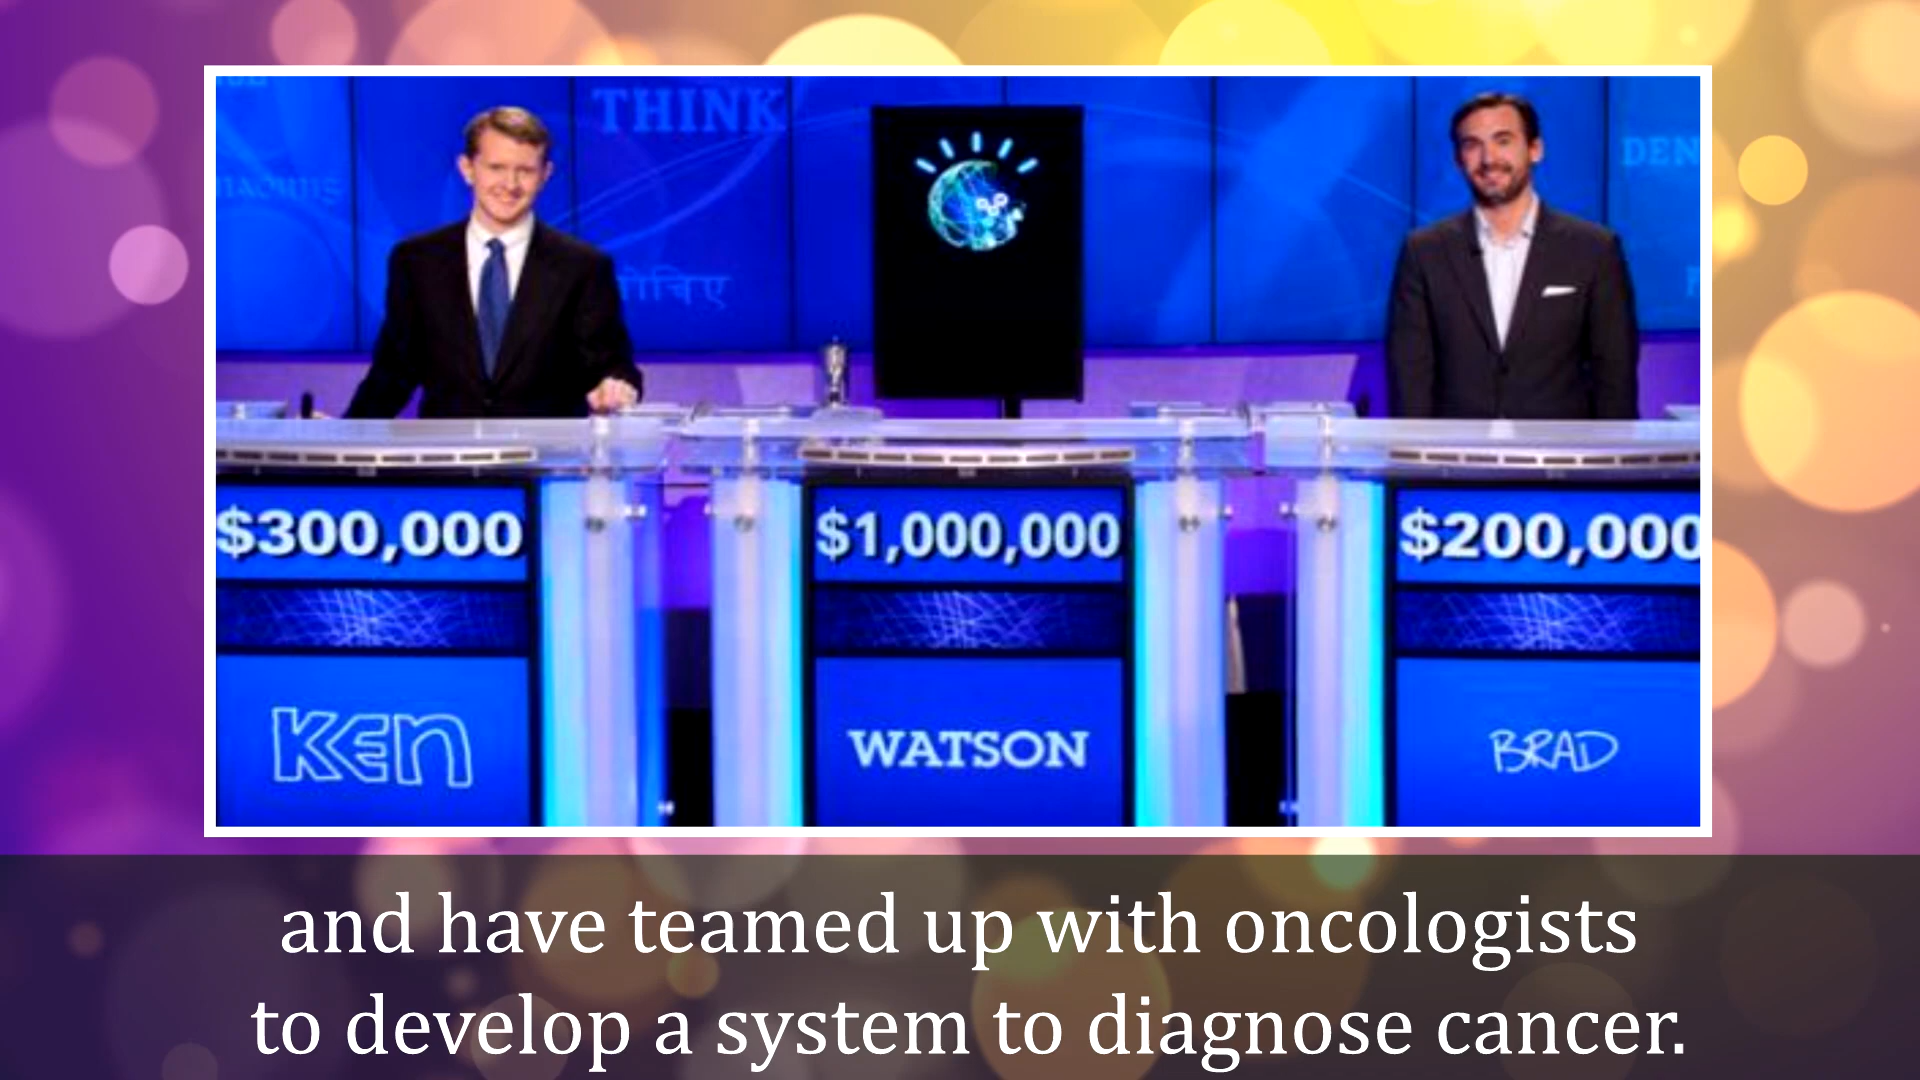 THINK
DEN
$300,000
$1,000,000
$200,000
KEN
WATSON
BRAD
and have teamed up with oncologists
to develop a system to diagnose cancer.